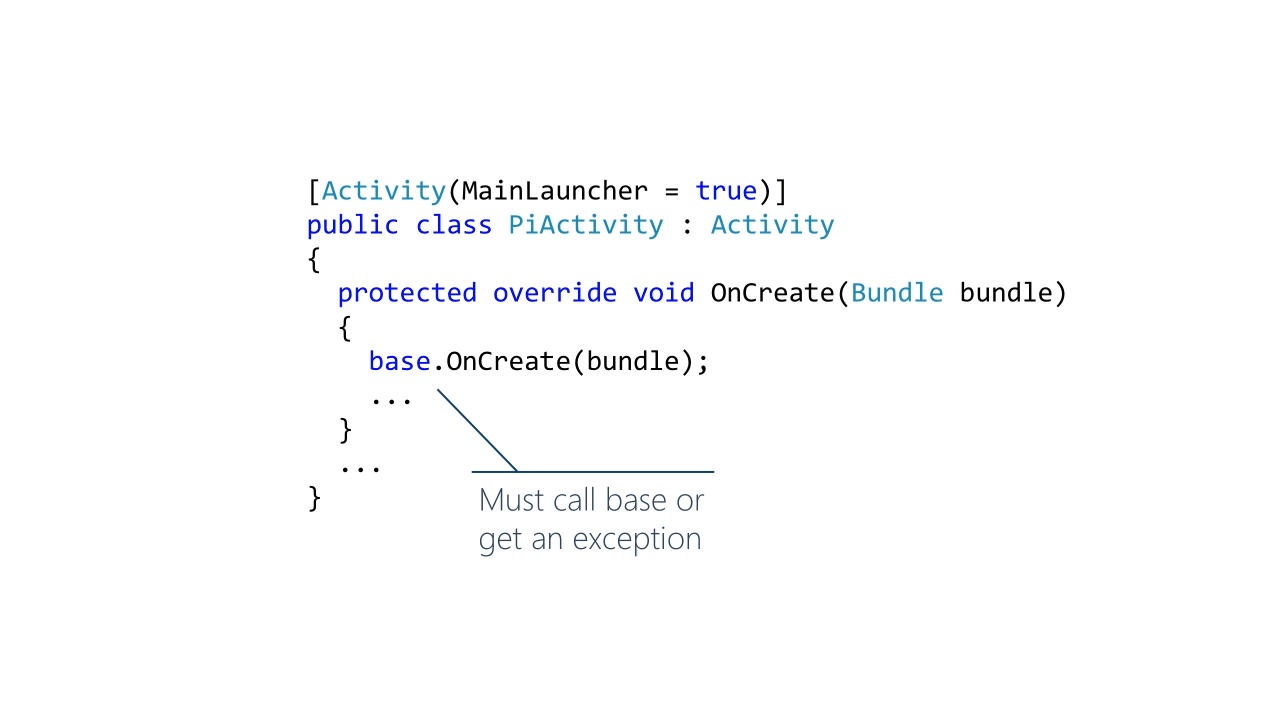 [Activity(MainLauncher = true)]
public class PiActivity : Activity
{
  protected override void OnCreate(Bundle bundle)
  {
    base.OnCreate(bundle);
    ...
  }
  ...
}
Must call base or
get an exception